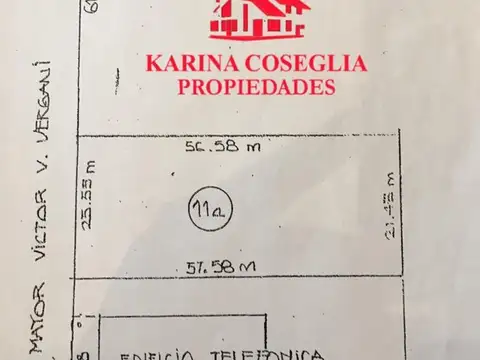 KARINA COSEGLIA
PROPIEDADES
56.58 m
25.55 m
11a
21.45 m
57.58 m
MAYOR VICTOR V. VERGANI
EDIFICIO TELEFONICA